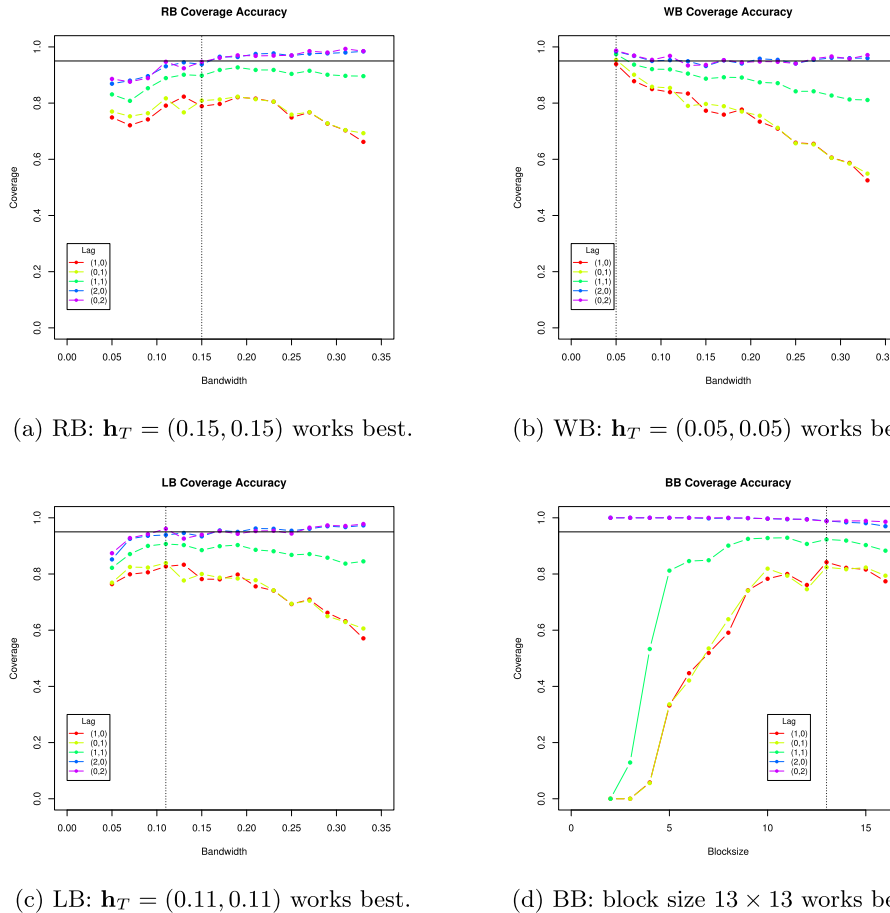 RB Coverage Accuracy
Coverage
1.0
0.8
0.6
0.4
0.2
0.0
Lag
(1,0)
(0,1)
(1,1)
(2,0)
(0,2)
0.00 0.05 0.10 0.15 0.20 0.25 0.30 0.35
Bandwidth
(a) RB: h_T = (0.15, 0.15) works best.
WB Coverage Accuracy
Coverage
1.0
0.8
0.6
0.4
0.2
0.0
Lag
(1,0)
(0,1)
(1,1)
(2,0)
(0,2)
0.00 0.05 0.10 0.15 0.20 0.25 0.30 0.35
Bandwidth
(b) WB: h_T = (0.05, 0.05) works be
LB Coverage Accuracy
Coverage
1.0
0.8
0.6
0.4
0.2
0.0
Lag
(1,0)
(0,1)
(1,1)
(2,0)
(0,2)
0.00 0.05 0.10 0.15 0.20 0.25 0.30 0.35
Bandwidth
(c) LB: h_T = (0.11, 0.11) works best.
BB Coverage Accuracy
Coverage
1.0
0.8
0.6
0.4
0.2
0.0
Lag
(1,0)
(0,1)
(1,1)
(2,0)
(0,2)
0 5 10 15
Blocksize
(d) BB: block size 13 × 13 works be